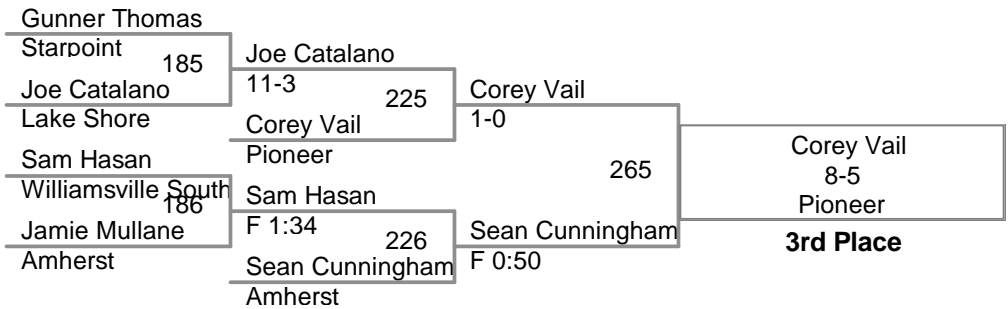 Gunner Thomas
Starpoint
185
Joe Catalano
Lake Shore
Sam Hasan
Williamsville South
186
Jamie Mullane
Amherst
Joe Catalano
11-3
225
Corey Vail
Pioneer
Sam Hasan
F 1:34
226
Sean Cunningham
Amherst
Corey Vail
1-0
265
Sean Cunningham
F 0:50
Corey Vail
8-5
Pioneer
3rd Place